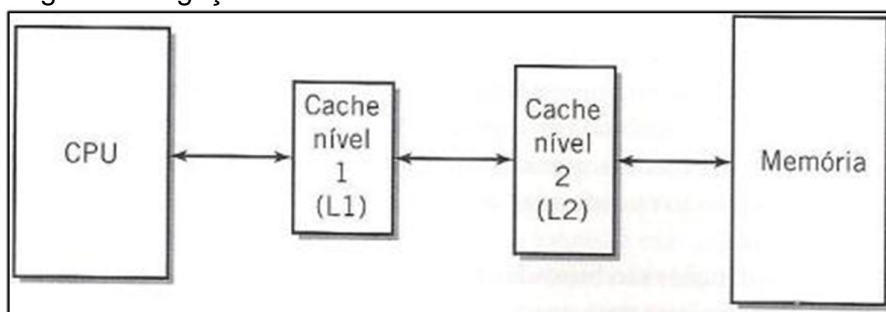 CPU
Cache
nível
1
(L1)
Cache
nível
2
(L2)
Memória